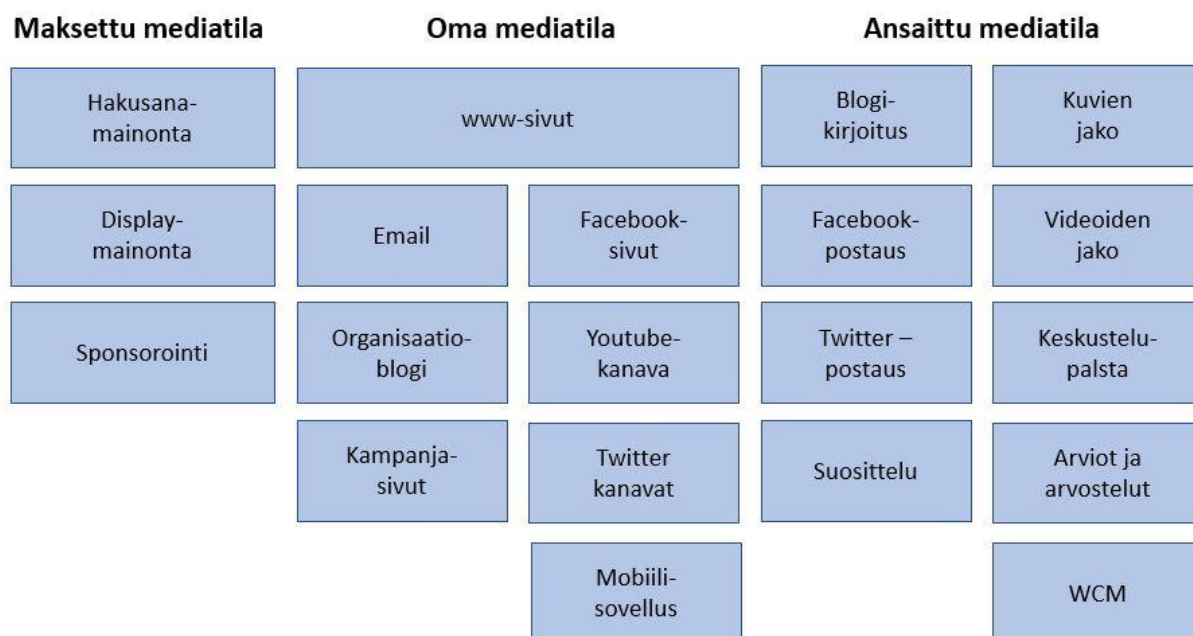 Maksettu mediatila
Oma mediatila
Ansaittu mediatila
Hakusana-
mainonta
www-sivut
Blogi-
kirjoitus
Kuvien
jako
Display-
mainonta
Email
Facebook-
sivut
Facebook-
postaus
Videoiden
jako
Sponsorointi
Organisaatio-
blogi
Youtube-
kanava
Twitter –
postaus
Keskustelu-
palsta
Kampanja-
sivut
Twitter
kanavat
Suosittelu
Arviot ja
arvostelut
Mobiili-
sovellus
WCM